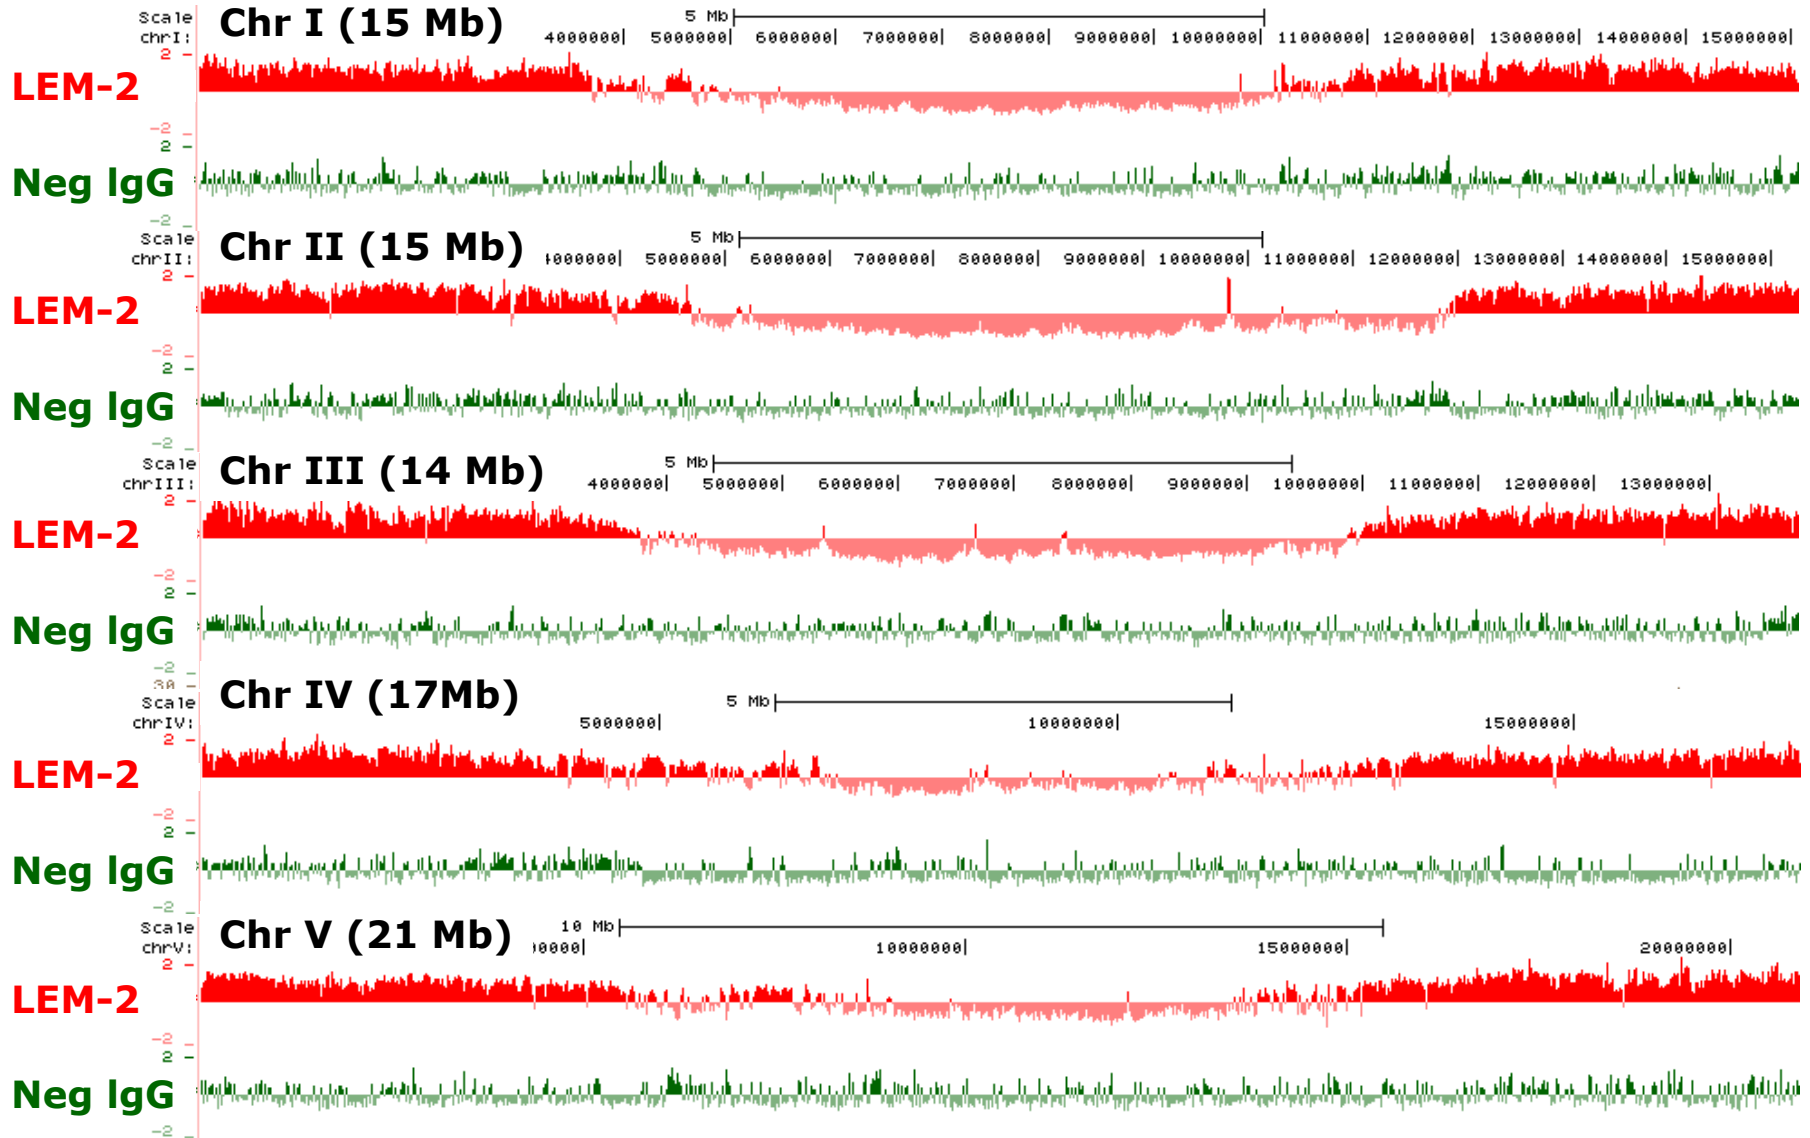 Scale Chr I (15 Mb) 5 Mb
chrI: 4000000 5000000 6000000 7000000 8000000 9000000 10000000 11000000 12000000 13000000 14000000 15000000
2
LEM-2
-2
2
Neg IgG
-2
Scale Chr II (15 Mb) 5 Mb
chrII: 4000000 5000000 6000000 7000000 8000000 9000000 10000000 11000000 12000000 13000000 14000000 15000000
2
LEM-2
-2
2
Neg IgG
-2
Scale Chr III (14 Mb) 5 Mb
chrIII: 4000000 5000000 6000000 7000000 8000000 9000000 10000000 11000000 12000000 13000000
2
LEM-2
-2
2
Neg IgG
-2
30
Scale Chr IV (17Mb) 5 Mb
chrIV: 5000000 10000000 15000000
2
LEM-2
-2
2
Neg IgG
-2
Scale Chr V (21 Mb) 10 Mb
chrV: 10000000 15000000 20000000
2
LEM-2
-2
2
Neg IgG
-2